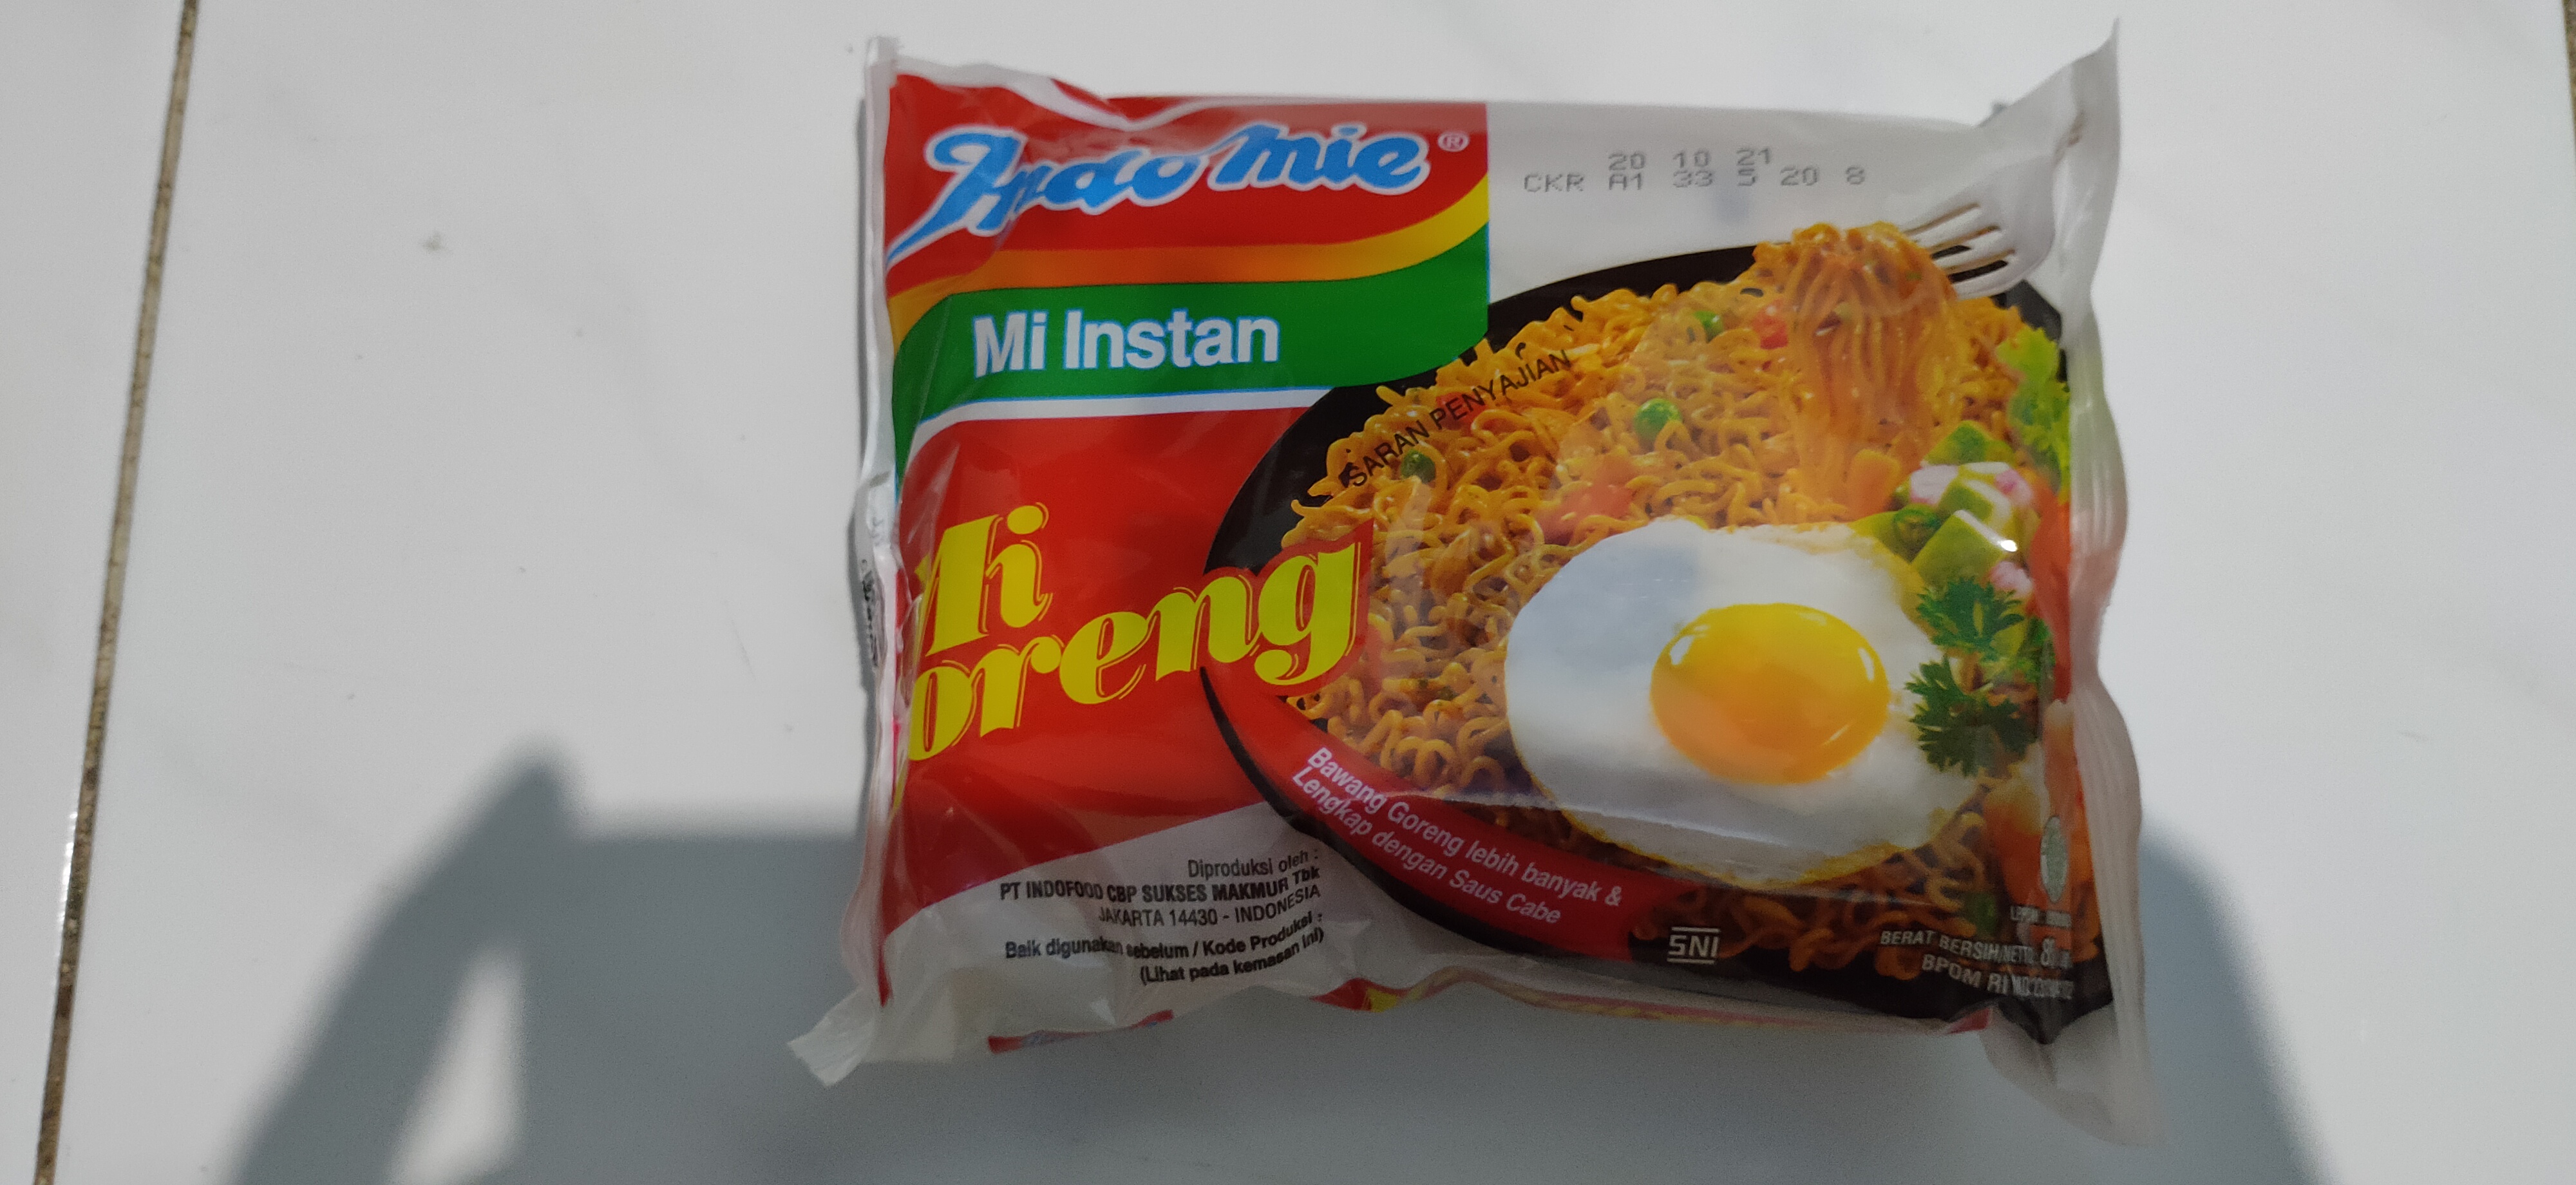 Indomie®
20 10 21
CKR A1 33 5 20 8
Mi Instan
SARAN PENYAJIAN
Mi
oreng
Bawang Goreng lebih banyak &
Lengkap dengan Saus Cabe
Diproduksi oleh :
PT INDOFOOD CBP SUKSES MAKMUR Tbk
JAKARTA 14430 - INDONESIA
Baik digunakan sebelum / Kode Produksi :
(Lihat pada kemasan ini)
SNI
BERAT BERSIH/NETTO
BPOM RI MD